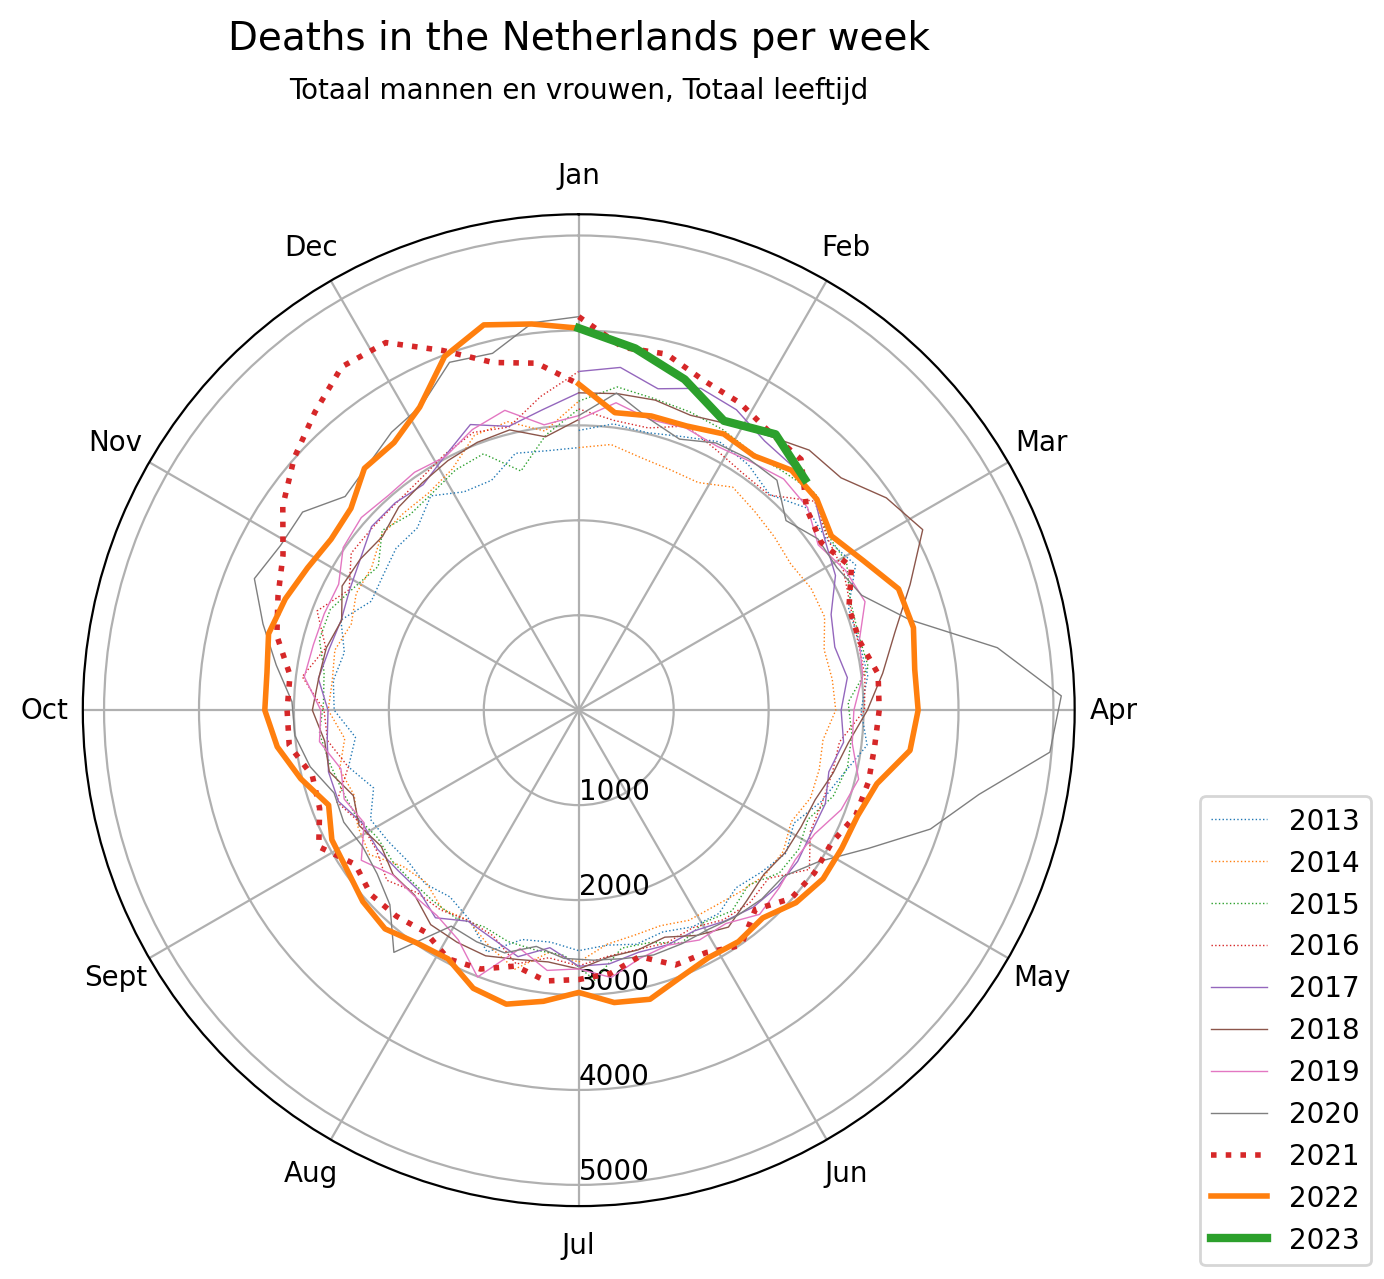 Deaths in the Netherlands per week
Totaal mannen en vrouwen, Totaal leeftijd
Jan
Feb
Mar
Apr
May
Jun
Jul
Aug
Sept
Oct
Nov
Dec
1000
2000
3000
4000
5000
2013
2014
2015
2016
2017
2018
2019
2020
2021
2022
2023